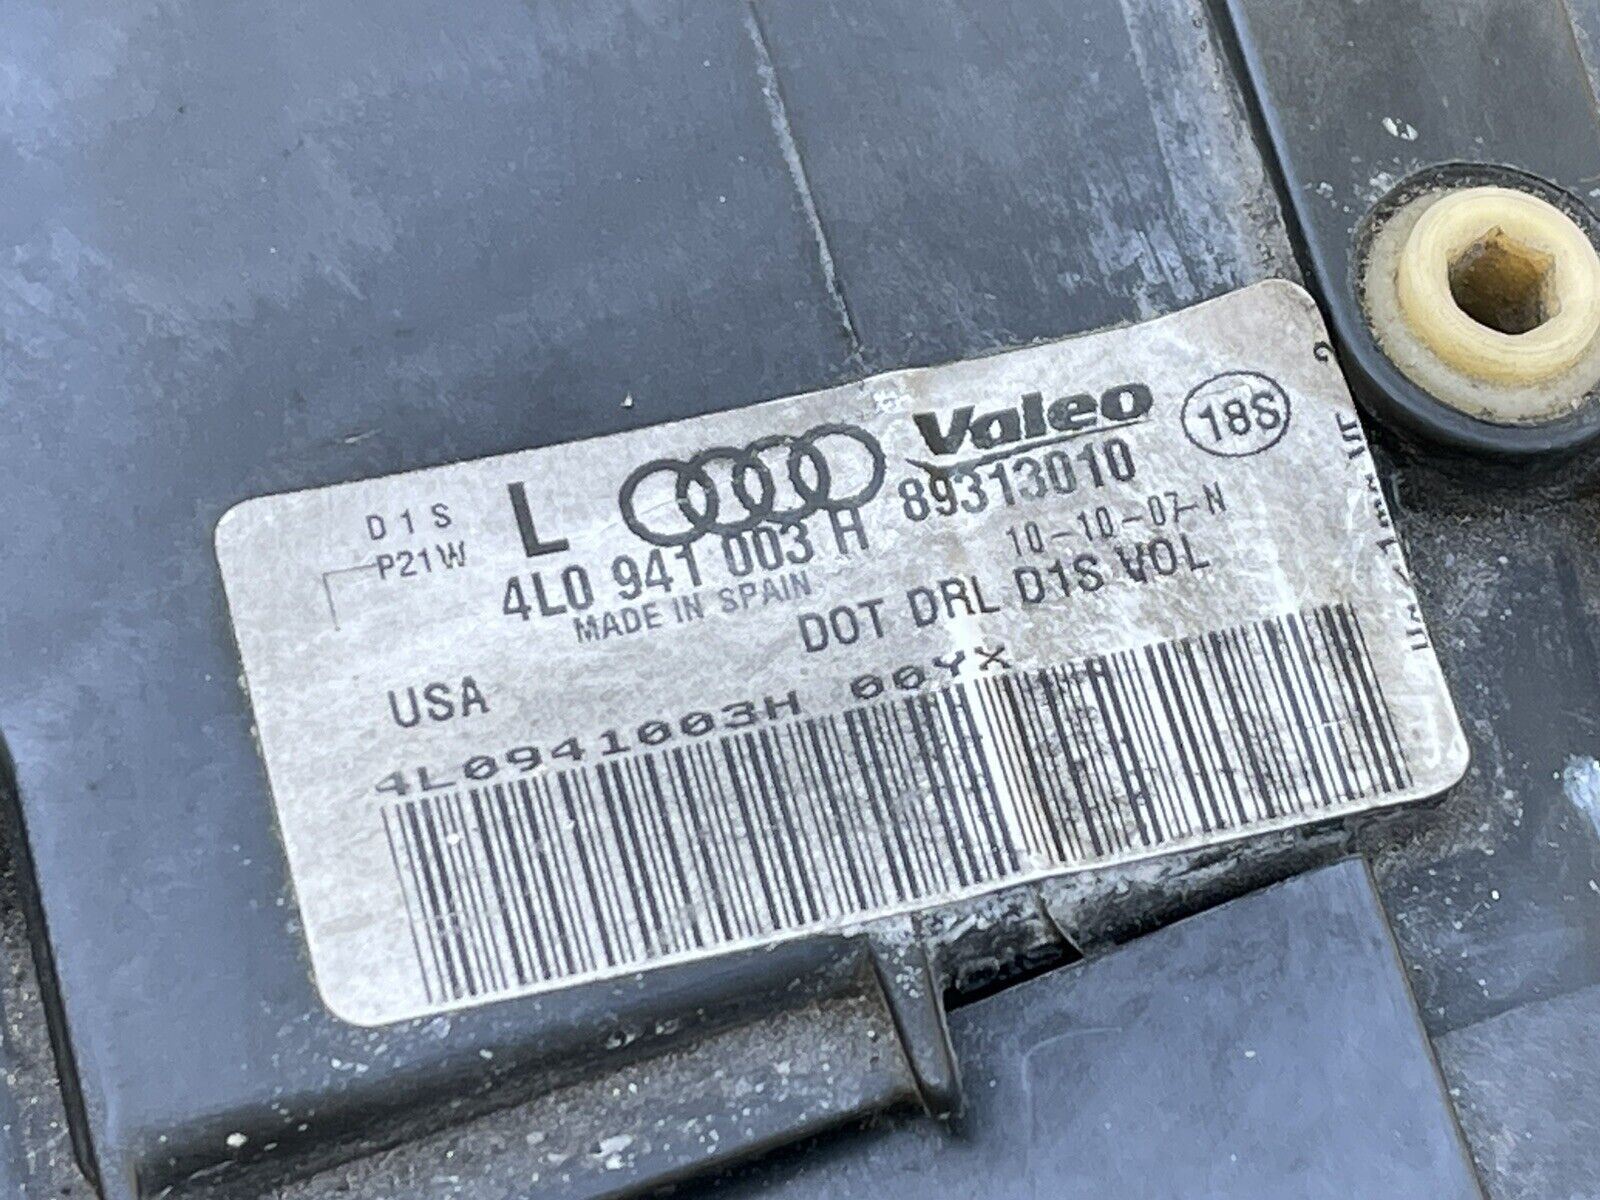 D1S
P21W
L
Valeo
18S
4L0 941 003 H
89313010
MADE IN SPAIN
10-10-07-N
DOT DRL D1S VOL
USA
4L0941003H 00YX
2